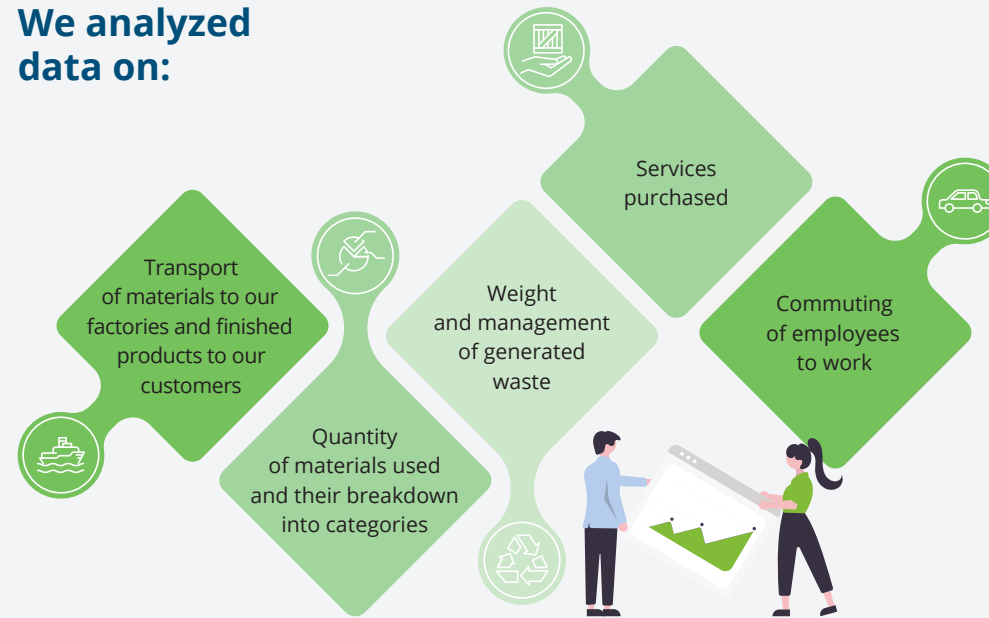 We analyzed
data on:
Transport
of materials to our
factories and finished
products to our
customers
Quantity
of materials used
and their breakdown
into categories
Weight
and management
of generated
waste
Services
purchased
Commuting
of employees
to work